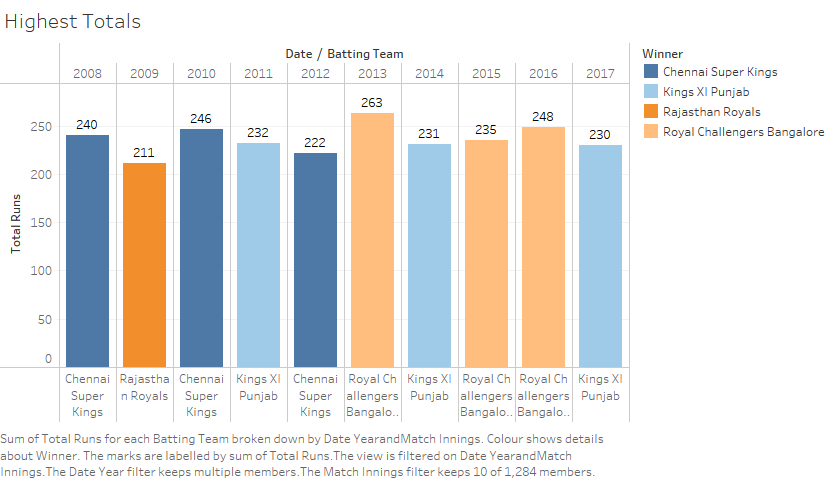 Highest Totals
Date / Batting Team
2008 2009 2010 2011 2012 2013 2014 2015 2016 2017
Winner
Chennai Super Kings
Kings XI Punjab
Rajasthan Royals
Royal Challengers Bangalore
Total Runs
250
200
150
100
50
0
240 211 246 232 222 263 231 235 248 230
Chennai Rajastha Chennai Kings XI Chennai Royal Ch Kings XI Royal Ch Royal Ch Kings XI
Super n Royals Super Punjab Super allengers Punjab allengers allengers Punjab
Kings Kings Kings Bangalo.. Bangalo.. Bangalo..
Sum of Total Runs for each Batting Team broken down by Date YearandMatch Innings. Colour shows details
about Winner. The marks are labelled by sum of Total Runs.The view is filtered on Date YearandMatch
Innings.The Date Year filter keeps multiple members.The Match Innings filter keeps 10 of 1,284 members.